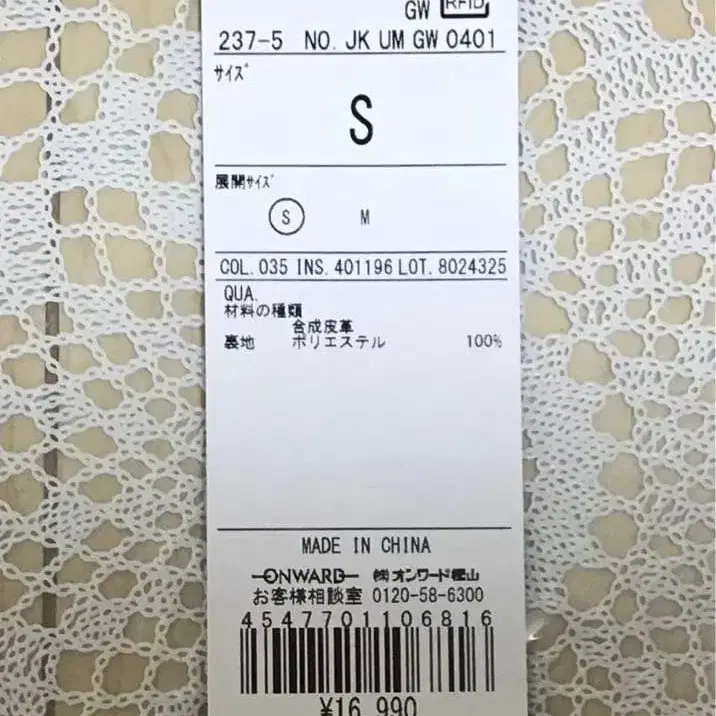 GW RFID
237-5 NO. JK UM GW 0401
サイズ
S
展開サイズ
S M
COL. 035 INS. 401196 LOT. 8024325
QUA.
材料の種類
合成皮革
裏地 ポリエステル 100%
MADE IN CHINA
ONWARD ㈱オンワード樫山
お客様相談室 0120-58-6300
4547701106816
¥16,990